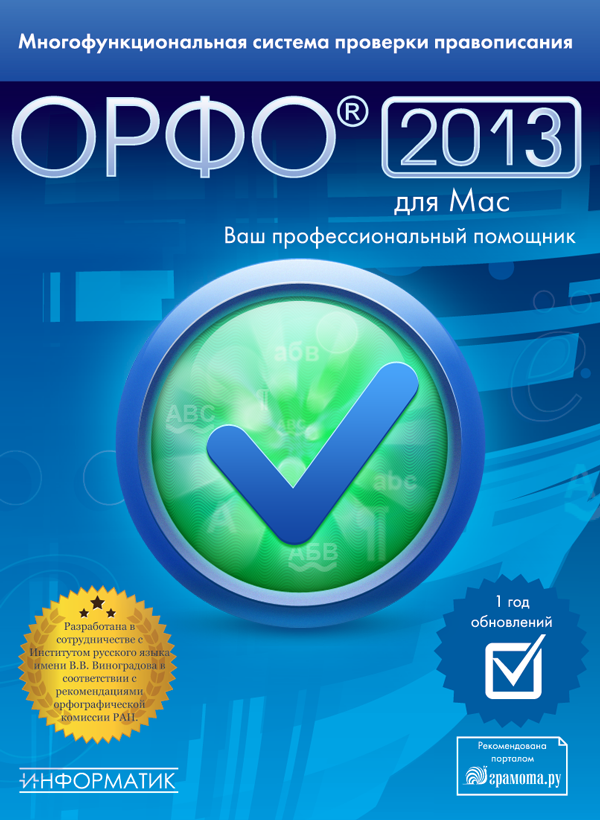 Многофункциональная система проверки правописания
ОРФО® 2013
для Mac
Ваш профессиональный помощник
абв
ABC
ABC
abc
А
¶
АБВ
1 год
обновлений
Разработана в
сотрудничестве с
Институтом русского языка
имени В.В. Виноградова в
соответствии с
рекомендациями
орфографической
комиссии РАН.
Рекомендована
порталом
грамота.ру
ИНФОРМАТИК